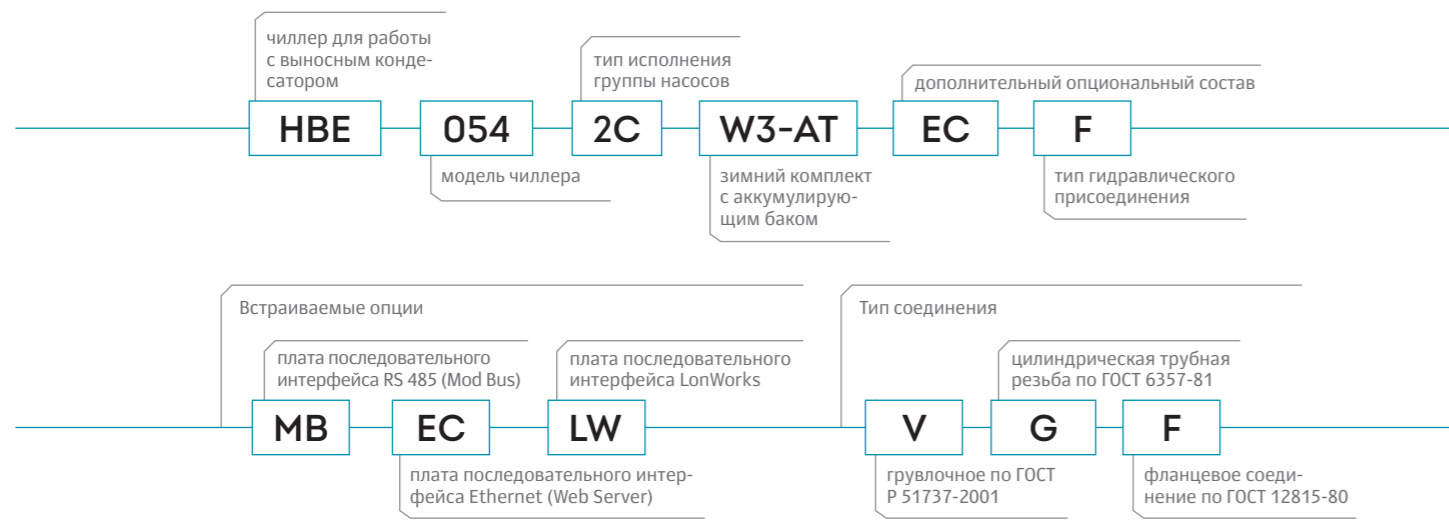 чиллер для работы
с выносным конде-
сатором
тип исполнения
группы насосов
дополнительный опциональный состав
HBE 054 2C W3-AT EC F
модель чиллера
зимний комплект
с аккумулирую-
щим баком
тип гидравлического
присоединения
Встраиваемые опции
плата последовательного
интерфейса RS 485 (Mod Bus)
плата последовательного
интерфейса LonWorks
MB EC LW
плата последовательного интер-
фейса Ethernet (Web Server)
Тип соединения
цилиндрическая трубная
резьба по ГОСТ 6357-81
V G F
грувлочное по ГОСТ
Р 51737-2001
фланцевое соеди-
нение по ГОСТ 12815-80